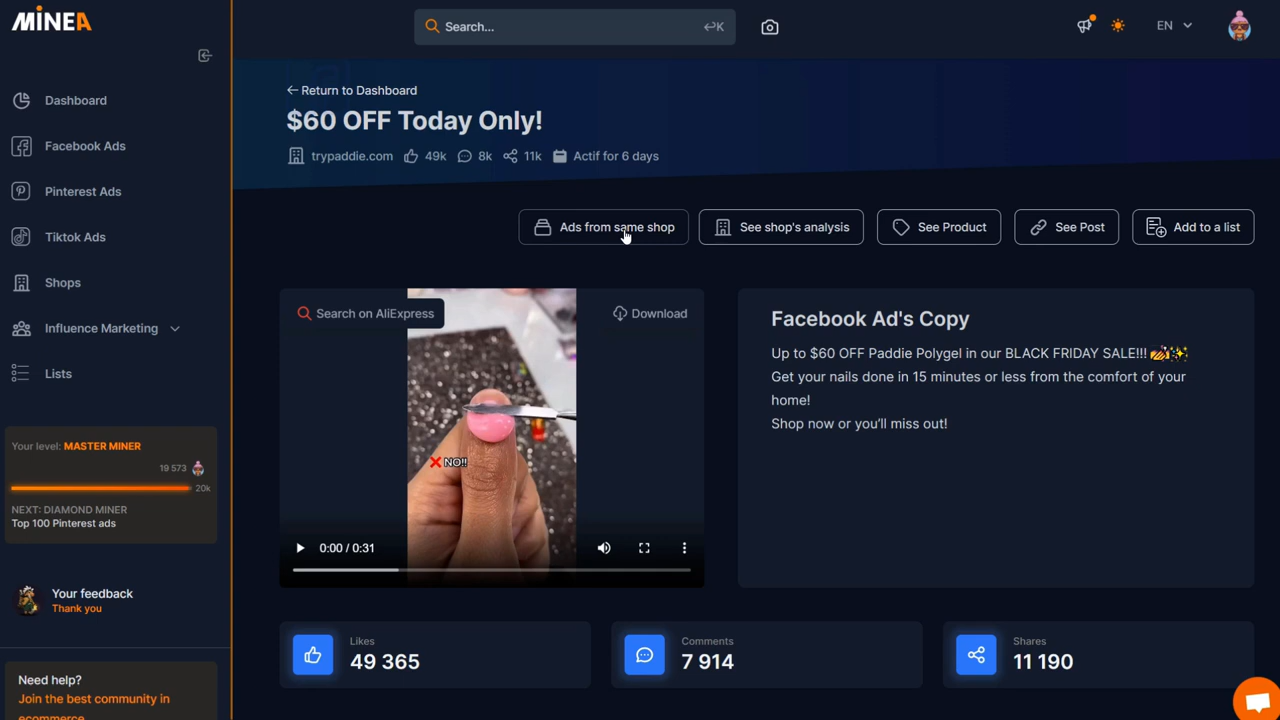 MINEA
Search...
K
EN
Dashboard
Facebook Ads
Pinterest Ads
Tiktok Ads
Shops
Influence Marketing
Lists
Your level: MASTER MINER
19 573
20k
NEXT: DIAMOND MINER
Top 100 Pinterest ads
Your feedback
Thank you
Need help?
Join the best community in
ecommerce
← Return to Dashboard
$60 OFF Today Only!
trypaddie.com 49k 8k 11k Actif for 6 days
Ads from same shop
See shop's analysis
See Product
See Post
Add to a list
Search on AliExpress
Download
❌ NO!!
0:00 / 0:31
Facebook Ad's Copy
Up to $60 OFF Paddie Polygel in our BLACK FRIDAY SALE!!! 💅✨
Get your nails done in 15 minutes or less from the comfort of your
home!
Shop now or you'll miss out!
Likes
49 365
Comments
7 914
Shares
11 190